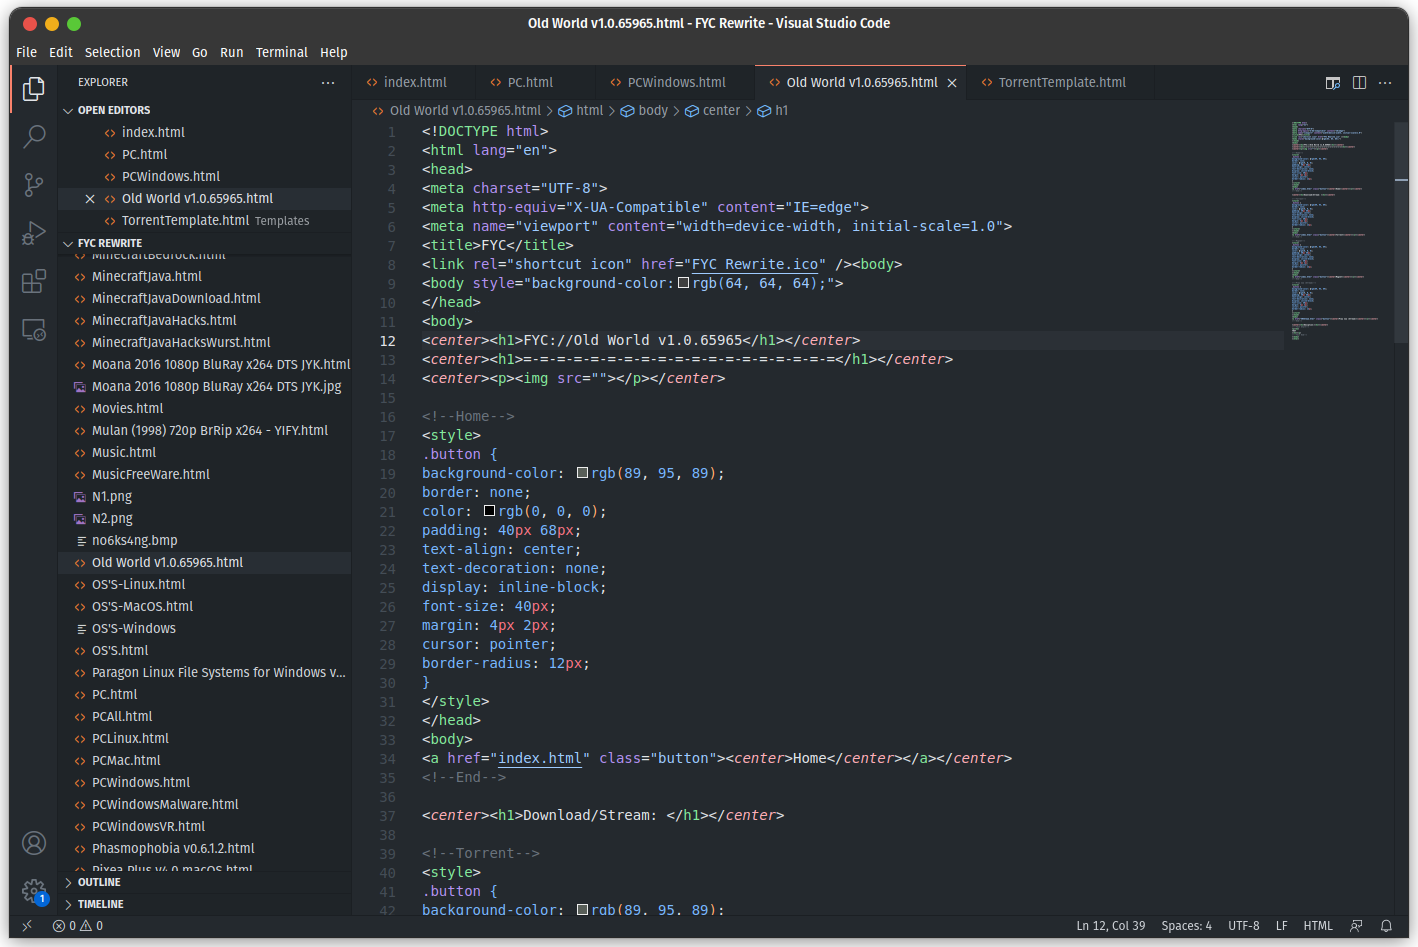 Old World v1.0.65965.html - FYC Rewrite - Visual Studio Code
File Edit Selection View Go Run Terminal Help
EXPLORER
OPEN EDITORS
index.html
PC.html
PCWindows.html
Old World v1.0.65965.html
TorrentTemplate.html Templates
FYC REWRITE
MinecraftBedrock.html
MinecraftJava.html
MinecraftJavaDownload.html
MinecraftJavaHacks.html
MinecraftJavaHacksWurst.html
Moana 2016 1080p BluRay x264 DTS JYK.html
Moana 2016 1080p BluRay x264 DTS JYK.jpg
Movies.html
Mulan (1998) 720p BrRip x264 - YIFY.html
Music.html
MusicFreeWare.html
N1.png
N2.png
no6ks4ng.bmp
Old World v1.0.65965.html
OS'S-Linux.html
OS'S-MacOS.html
OS'S-Windows
OS'S.html
Paragon Linux File Systems for Windows v...
PC.html
PCAll.html
PCLinux.html
PCMac.html
PCWindows.html
PCWindowsMalware.html
PCWindowsVR.html
Phasmophobia v0.6.1.2.html
Pixea Plus v4.0 macOS.html
OUTLINE
TIMELINE
index.html PC.html PCWindows.html Old World v1.0.65965.html TorrentTemplate.html
Old World v1.0.65965.html > html > body > center > h1
1 <!DOCTYPE html>
2 <html lang="en">
3 <head>
4 <meta charset="UTF-8">
5 <meta http-equiv="X-UA-Compatible" content="IE=edge">
6 <meta name="viewport" content="width=device-width, initial-scale=1.0">
7 <title>FYC</title>
8 <link rel="shortcut icon" href="FYC Rewrite.ico" /><body>
9 <body style="background-color: rgb(64, 64, 64);">
10 </head>
11 <body>
12 <center><h1>FYC://Old World v1.0.65965</h1></center>
13 <center><h1>=-=-=-=-=-=-=-=-=-=-=-=-=-=-=-=-=-=-=</h1></center>
14 <center><p><img src=""></p></center>
15
16 <!--Home-->
17 <style>
18 .button {
19 background-color: rgb(89, 95, 89);
20 border: none;
21 color: rgb(0, 0, 0);
22 padding: 40px 68px;
23 text-align: center;
24 text-decoration: none;
25 display: inline-block;
26 font-size: 40px;
27 margin: 4px 2px;
28 cursor: pointer;
29 border-radius: 12px;
30 }
31 </style>
32 </head>
33 <body>
34 <a href="index.html" class="button"><center>Home</center></a></center>
35 <!--End-->
36
37 <center><h1>Download/Stream: </h1></center>
38
39 <!--Torrent-->
40 <style>
41 .button {
42 background-color: rgb(89, 95, 89);
1
0 0
Ln 12, Col 39 Spaces: 4 UTF-8 LF HTML